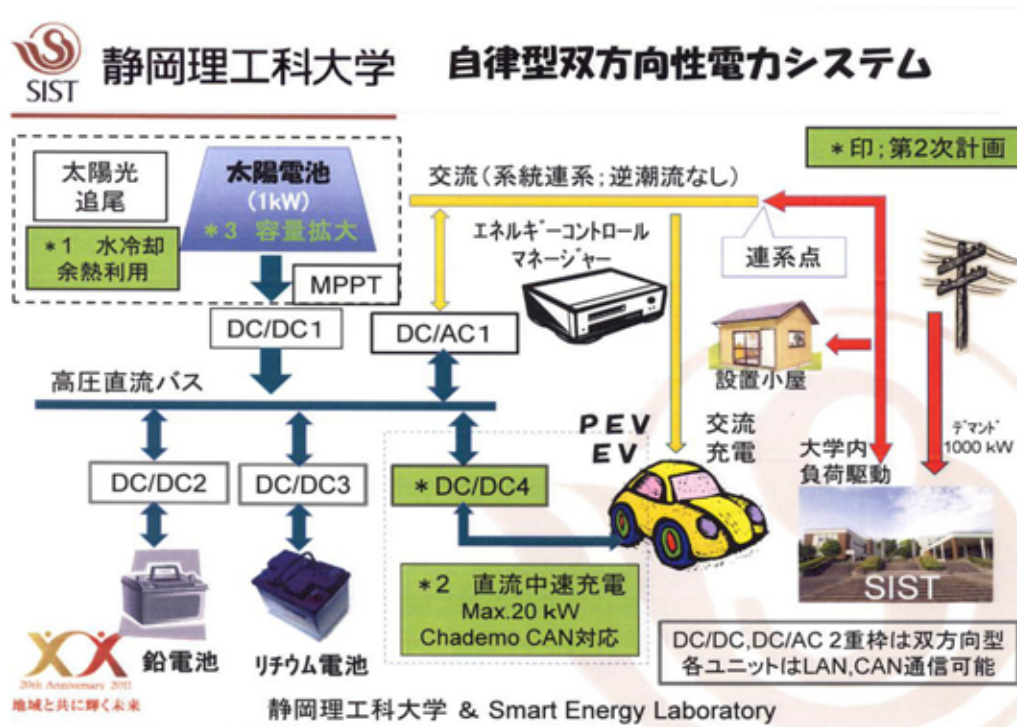 SIST
静岡理工科大学
自律型双方向性電力システム
*印;第2次計画
太陽光
追尾
太陽電池
(1kW)
*3 容量拡大
*1 水冷却
余熱利用
MPPT
交流(系統連系;逆潮流なし)
エネルギーコントロール
マネージャー
連系点
DC/DC1
DC/AC1
設置小屋
高圧直流バス
PEV
EV
交流
充電
大学内
負荷駆動
デマンド
1000 kW
DC/DC2
DC/DC3
* DC/DC4
SIST
*2 直流中速充電
Max.20 kW
Chademo CAN対応
DC/DC,DC/AC 2重枠は双方向型
各ユニットはLAN,CAN通信可能
鉛電池
リチウム電池
20th Anniversary 2011
地域と共に輝く未来
静岡理工科大学 & Smart Energy Laboratory